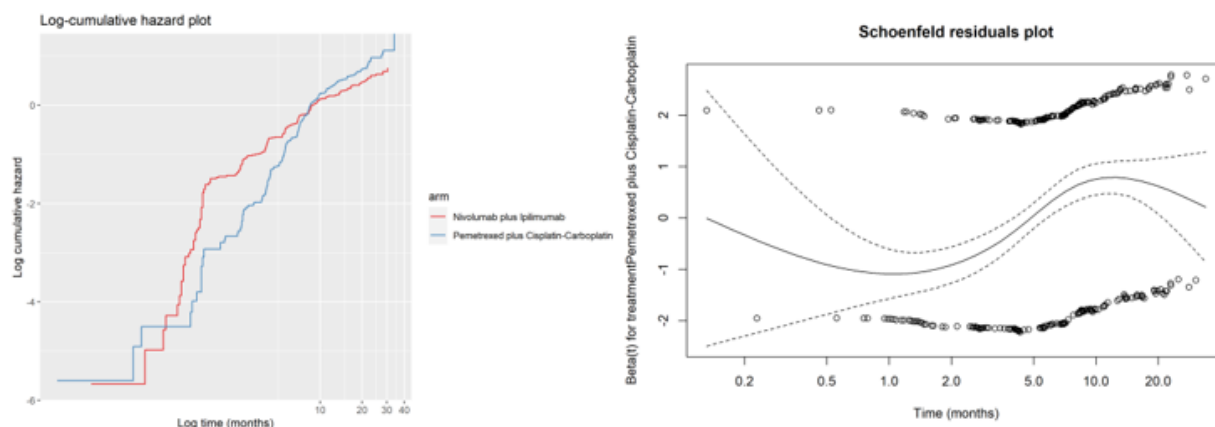 Log-cumulative hazard plot
Log cumulative hazard
0
-2
-4
-6
10
20
30
40
Log time (months)
arm
Nivolumab plus Ipilimumab
Pemetrexed plus Cisplatin-Carboplatin
Schoenfeld residuals plot
Beta(t) for treatmentPemetrexed plus Cisplatin-Carboplatin
2
1
0
-1
-2
0.2
0.5
1.0
2.0
5.0
10.0
20.0
Time (months)